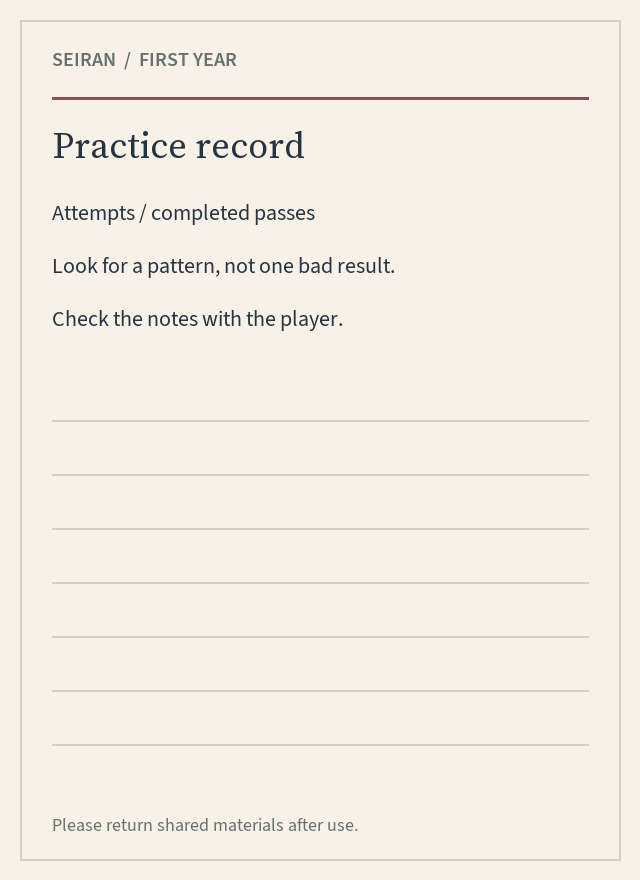 SEIRAN / FIRST YEAR
Practice record
Attempts / completed passes
Look for a pattern, not one bad result.
Check the notes with the player.
Please return shared materials after use.